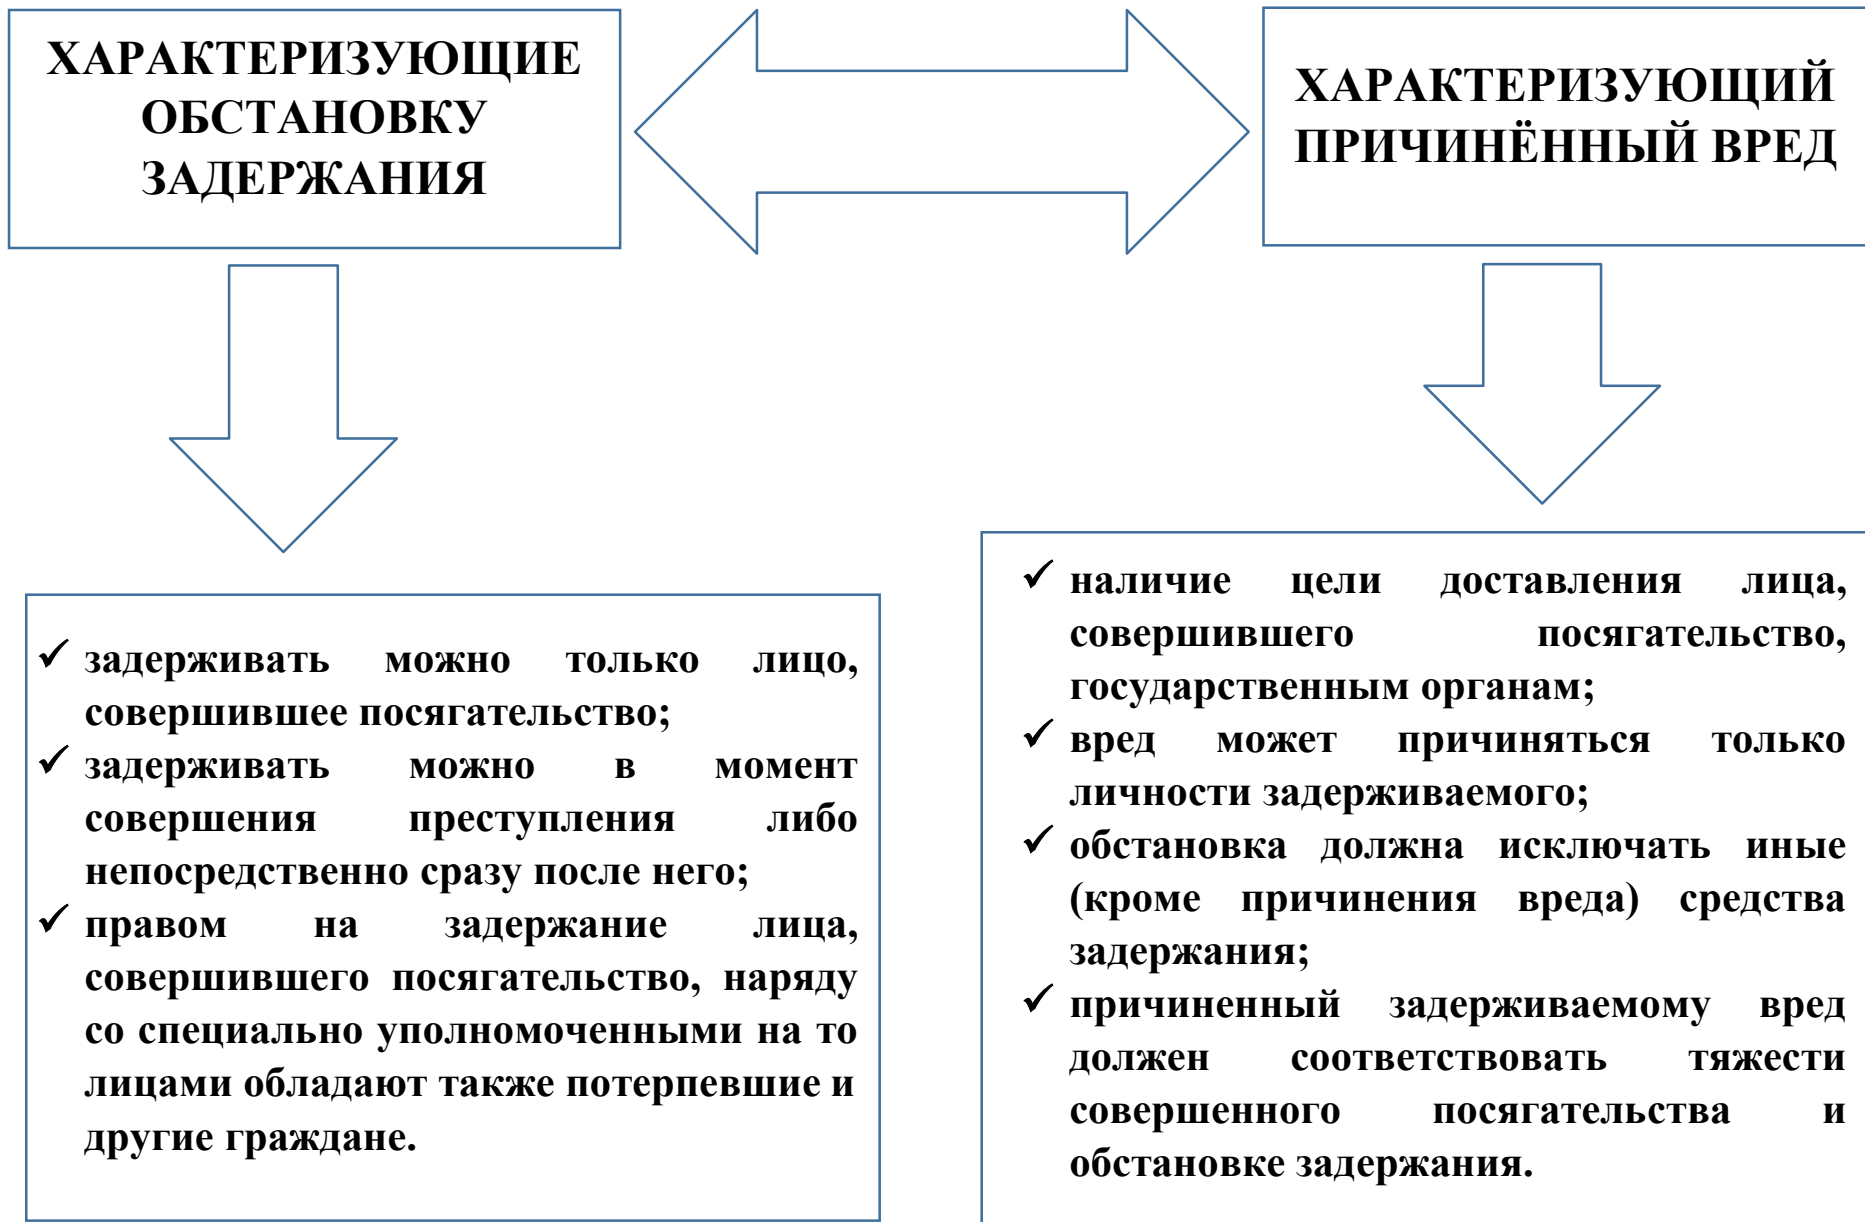 ХАРАКТЕРИЗУЮЩИЕ
ОБСТАНОВКУ
ЗАДЕРЖАНИЯ
ХАРАКТЕРИЗУЮЩИЙ
ПРИЧИНЁННЫЙ ВРЕД
✓ задерживать можно только лицо,
совершившее посягательство;
✓ задерживать можно в момент
совершения преступления либо
непосредственно сразу после него;
✓ правом на задержание лица,
совершившего посягательство, наряду
со специально уполномоченными на то
лицами обладают также потерпевшие и
другие граждане.
✓ наличие цели доставления лица,
совершившего посягательство,
государственным органам;
✓ вред может причиняться только
личности задерживаемого;
✓ обстановка должна исключать иные
(кроме причинения вреда) средства
задержания;
✓ причиненный задерживаемому вред
должен соответствовать тяжести
совершенного посягательства и
обстановке задержания.